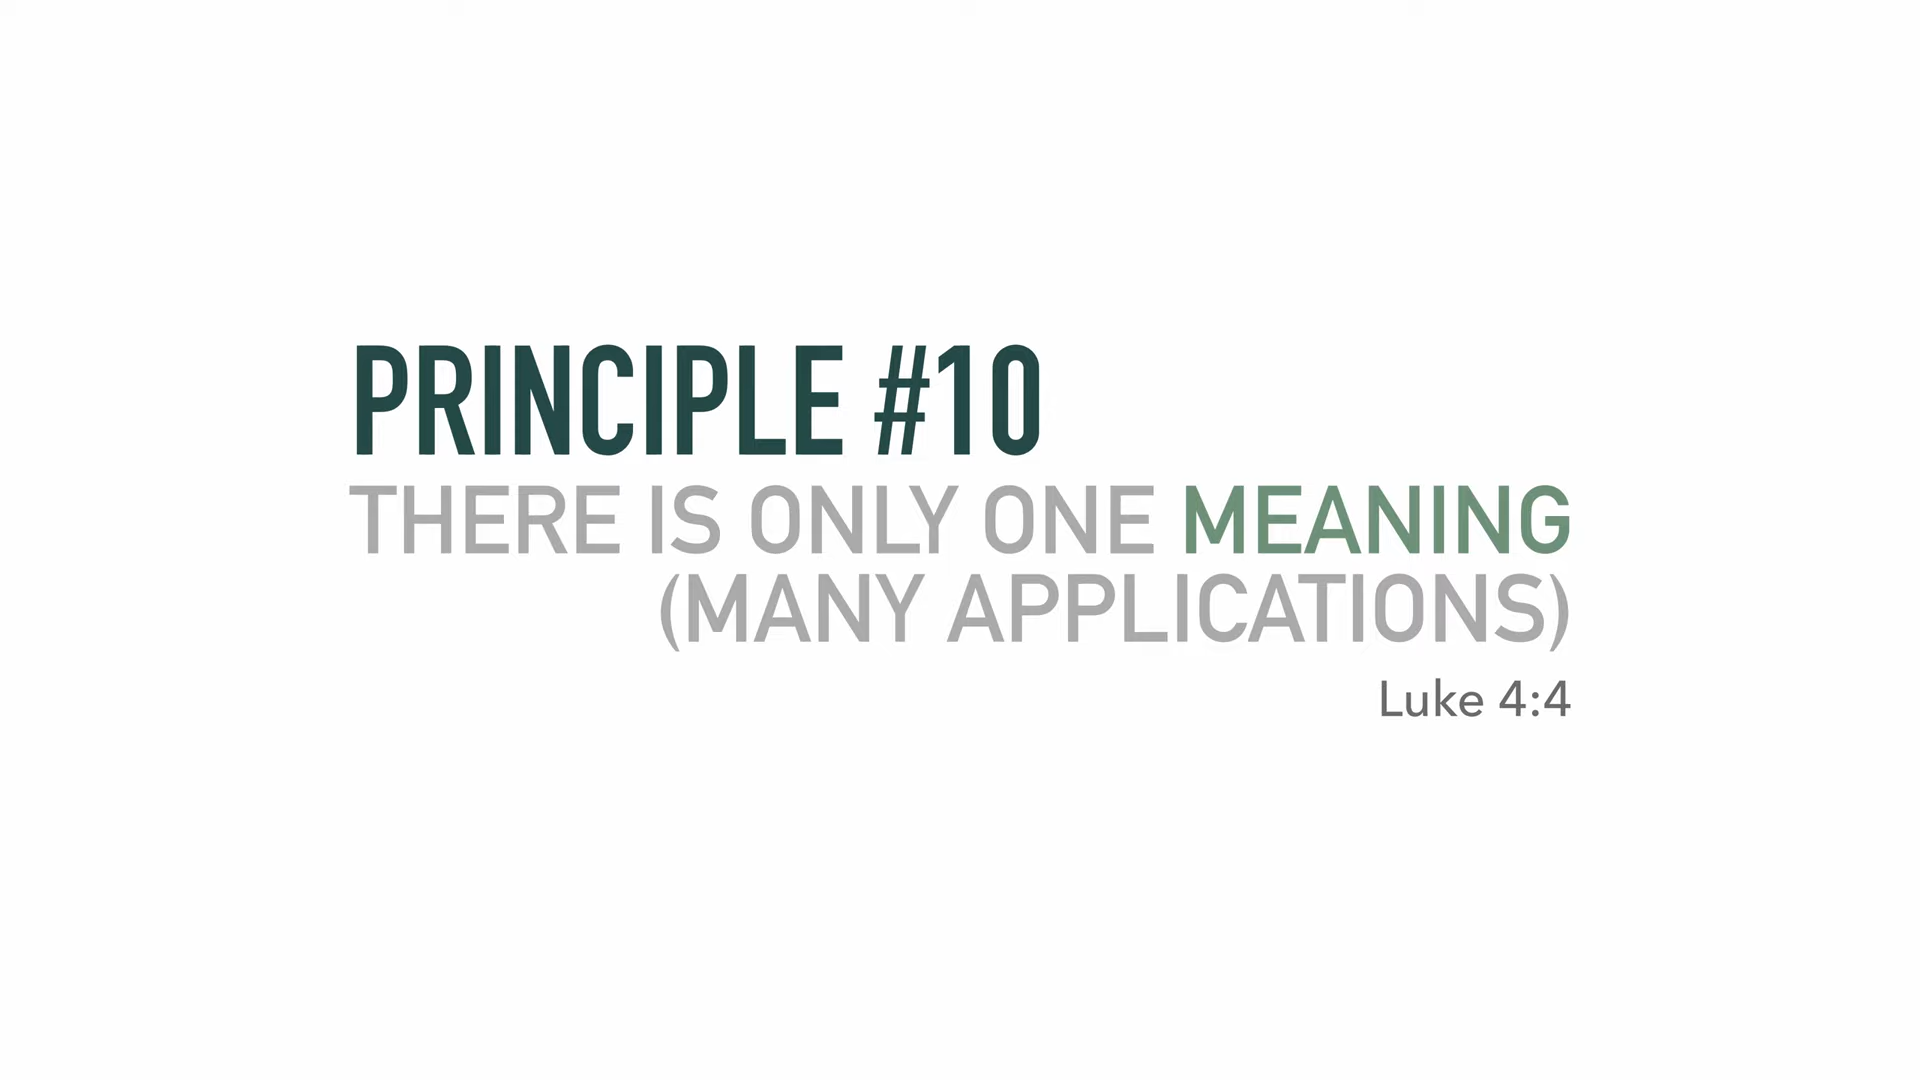 PRINCIPLE #10
THERE IS ONLY ONE MEANING
(MANY APPLICATIONS)
Luke 4:4